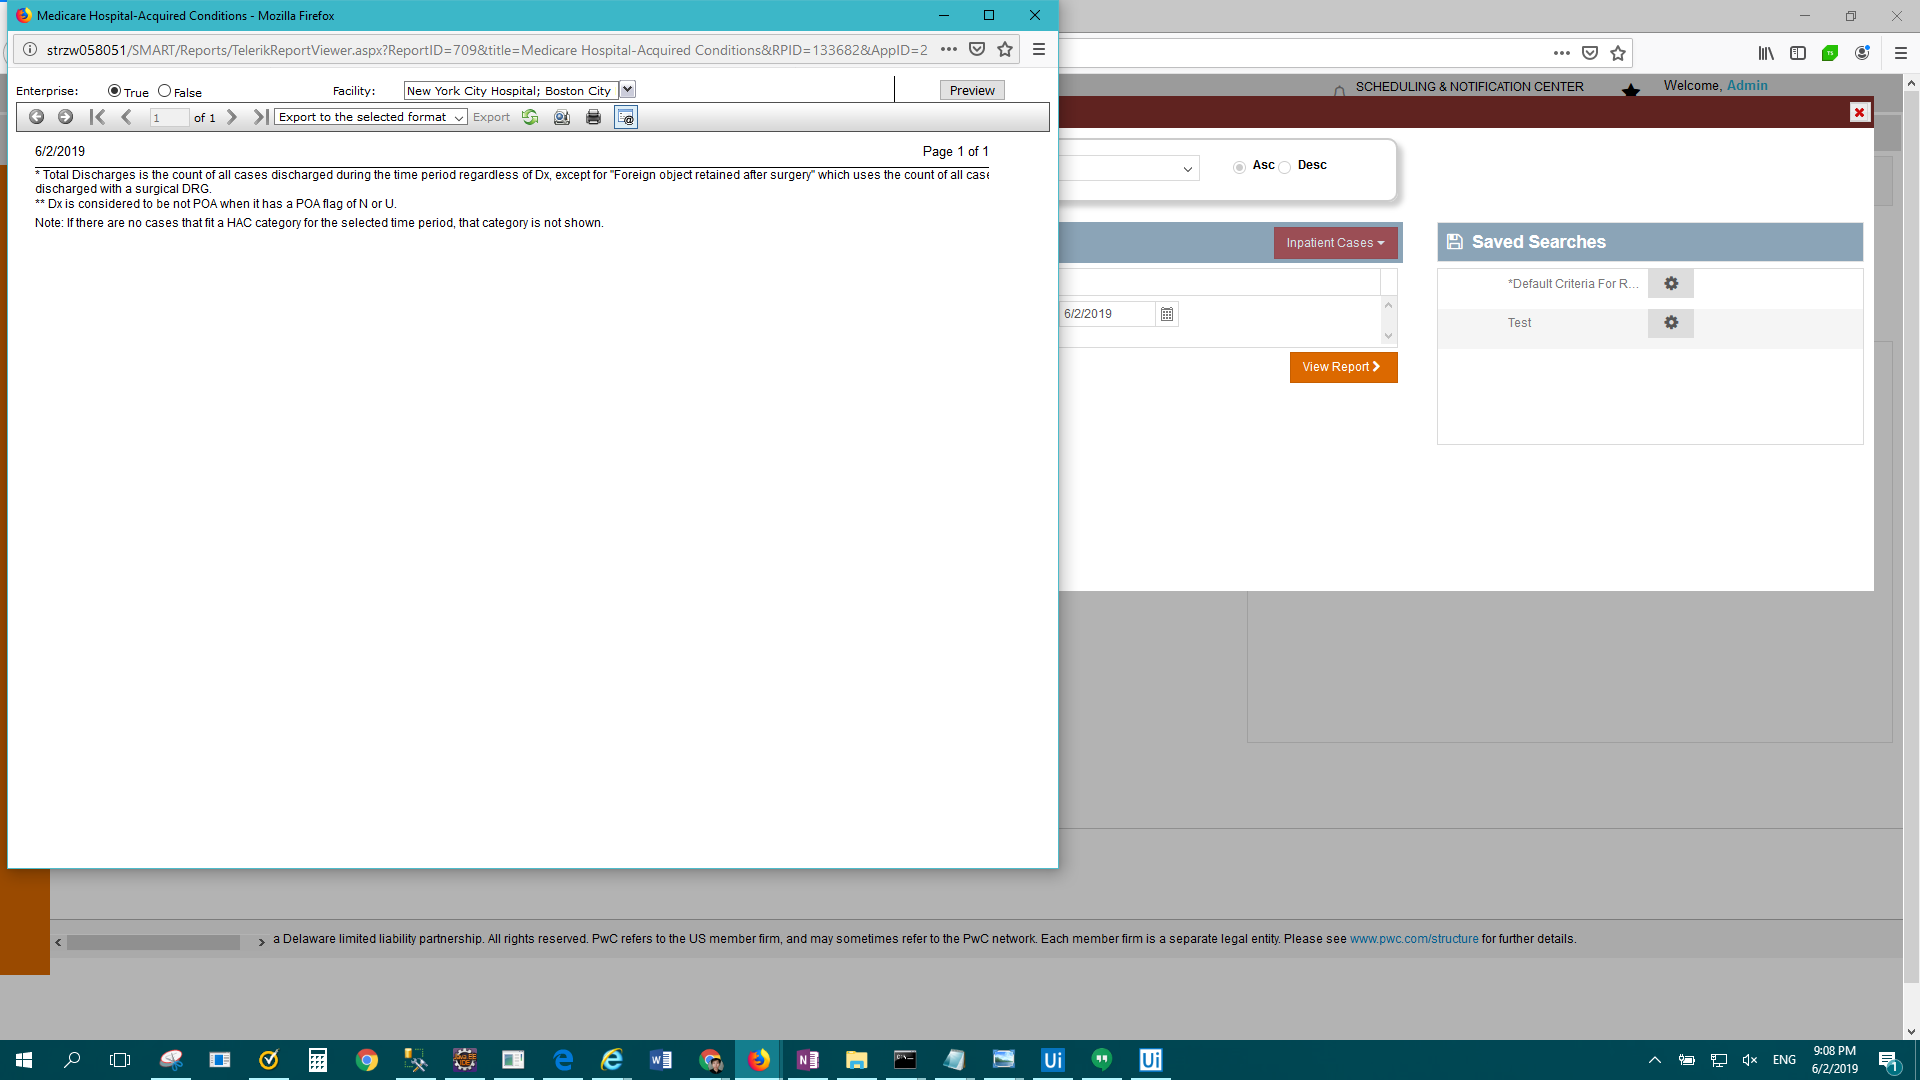 Medicare Hospital-Acquired Conditions - Mozilla Firefox
strzw058051/SMART/Reports/TelerikReportViewer.aspx?ReportID=709&title=Medicare Hospital-Acquired Conditions&RPID=133682&AppID=2
Enterprise: True False Facility: New York City Hospital; Boston City Preview
1 of 1 Export to the selected format Export
6/2/2019 Page 1 of 1
* Total Discharges is the count of all cases discharged during the time period regardless of Dx, except for "Foreign object retained after surgery" which uses the count of all case
discharged with a surgical DRG.
** Dx is considered to be not POA when it has a POA flag of N or U.
Note: If there are no cases that fit a HAC category for the selected time period, that category is not shown.
SCHEDULING & NOTIFICATION CENTER Welcome, Admin
Asc Desc
Inpatient Cases
Saved Searches
*Default Criteria For R...
6/2/2019
Test
View Report
a Delaware limited liability partnership. All rights reserved. PwC refers to the US member firm, and may sometimes refer to the PwC network. Each member firm is a separate legal entity. Please see www.pwc.com/structure for further details.
ENG
9:08 PM
6/2/2019
1